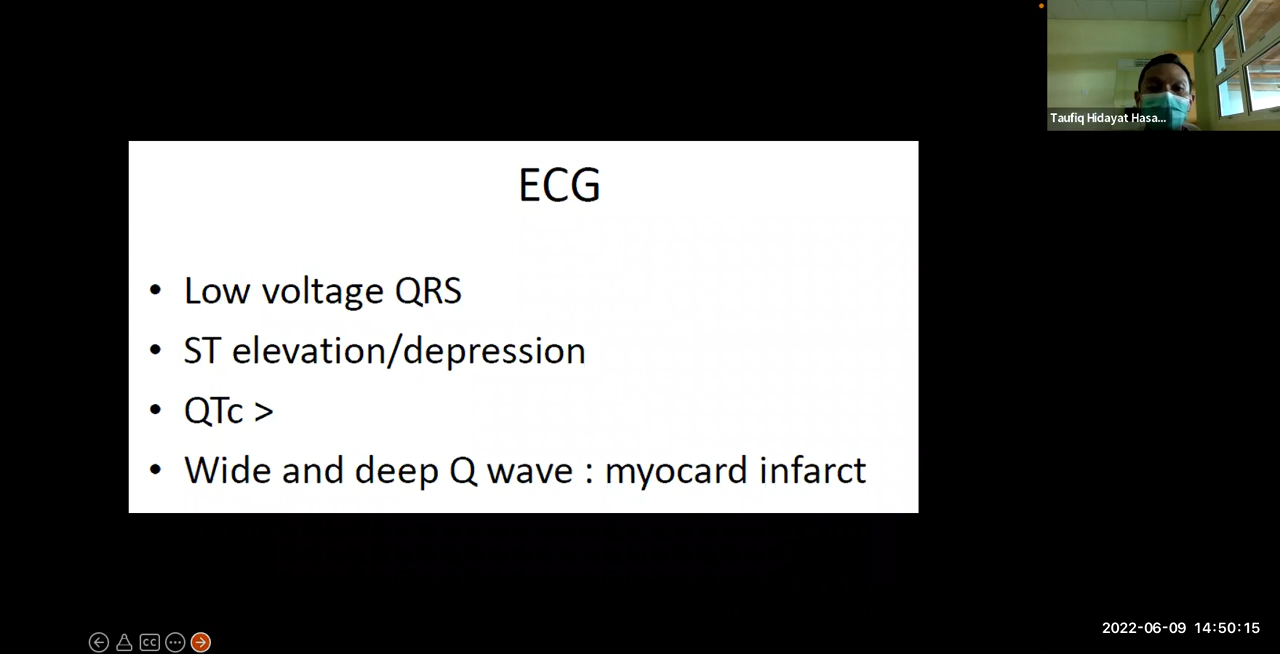 Taufiq Hidayat Hasa...
ECG
• Low voltage QRS
• ST elevation/depression
• QTc >
• Wide and deep Q wave : myocard infarct
CC
2022-06-09 14:50:15